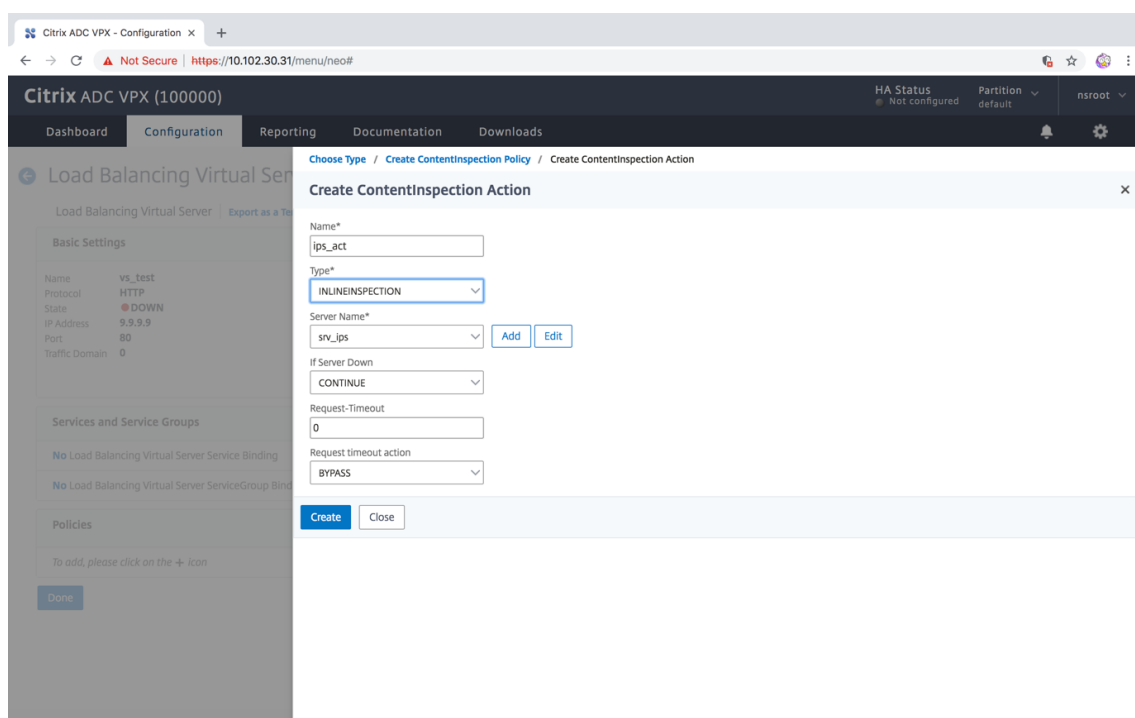 Citrix ADC VPX - Configuration
Not Secure https://10.102.30.31/menu/neo#
Citrix ADC VPX (100000)
HA Status
Not configured
Partition
default
nsroot
Dashboard Configuration Reporting Documentation Downloads
Load Balancing Virtual Ser
Load Balancing Virtual Server Export as a Te
Basic Settings
Name vs_test
Protocol HTTP
State DOWN
IP Address 9.9.9.9
Port 80
Traffic Domain 0
Services and Service Groups
No Load Balancing Virtual Server Service Binding
No Load Balancing Virtual Server ServiceGroup Bind
Policies
To add, please click on the + icon
Done
Choose Type / Create ContentInspection Policy / Create ContentInspection Action
Create ContentInspection Action
Name*
ips_act
Type*
INLINEINSPECTION
Server Name*
srv_ips
Add Edit
If Server Down
CONTINUE
Request-Timeout
0
Request timeout action
BYPASS
Create Close